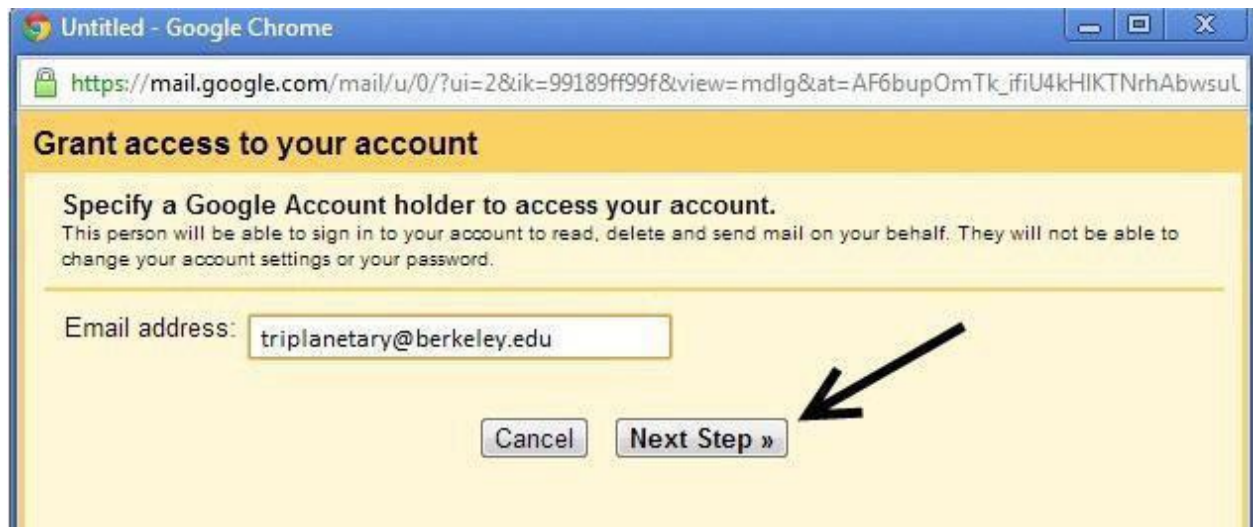 Untitled - Google Chrome
https://mail.google.com/mail/u/0/?ui=2&ik=99189ff99f&view=mdlg&at=AF6bupOmTk_ifiU4kHIKTNrhAbwsuU
Grant access to your account
Specify a Google Account holder to access your account.
This person will be able to sign in to your account to read, delete and send mail on your behalf. They will not be able to
change your account settings or your password.
Email address: triplanetary@berkeley.edu
Cancel Next Step »